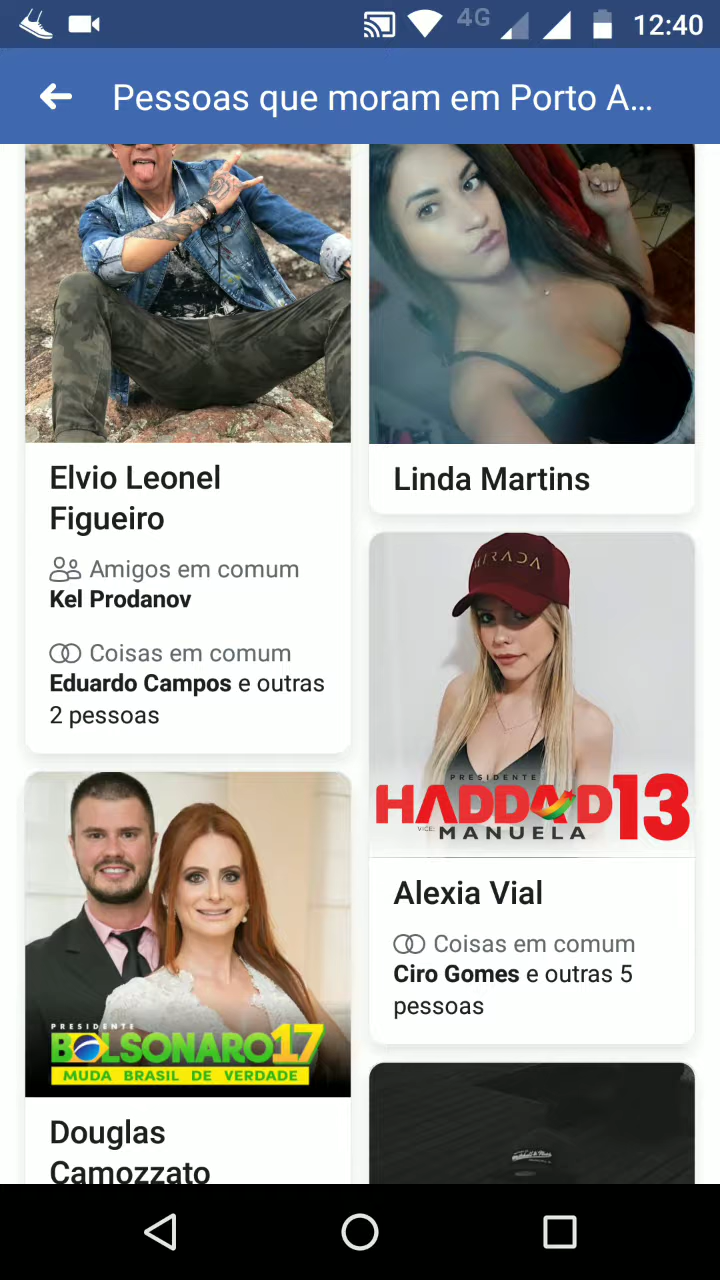 4G 12:40
Pessoas que moram em Porto A...
Elvio Leonel
Figueiro
Amigos em comum
Kel Prodanov
Coisas em comum
Eduardo Campos e outras
2 pessoas
Linda Martins
MIRADA
PRESIDENTE
HADDAD 13
VICE: MANUELA
Alexia Vial
Coisas em comum
Ciro Gomes e outras 5
pessoas
PRESIDENTE
BOLSONARO 17
MUDA BRASIL DE VERDADE
Douglas
Camozzato